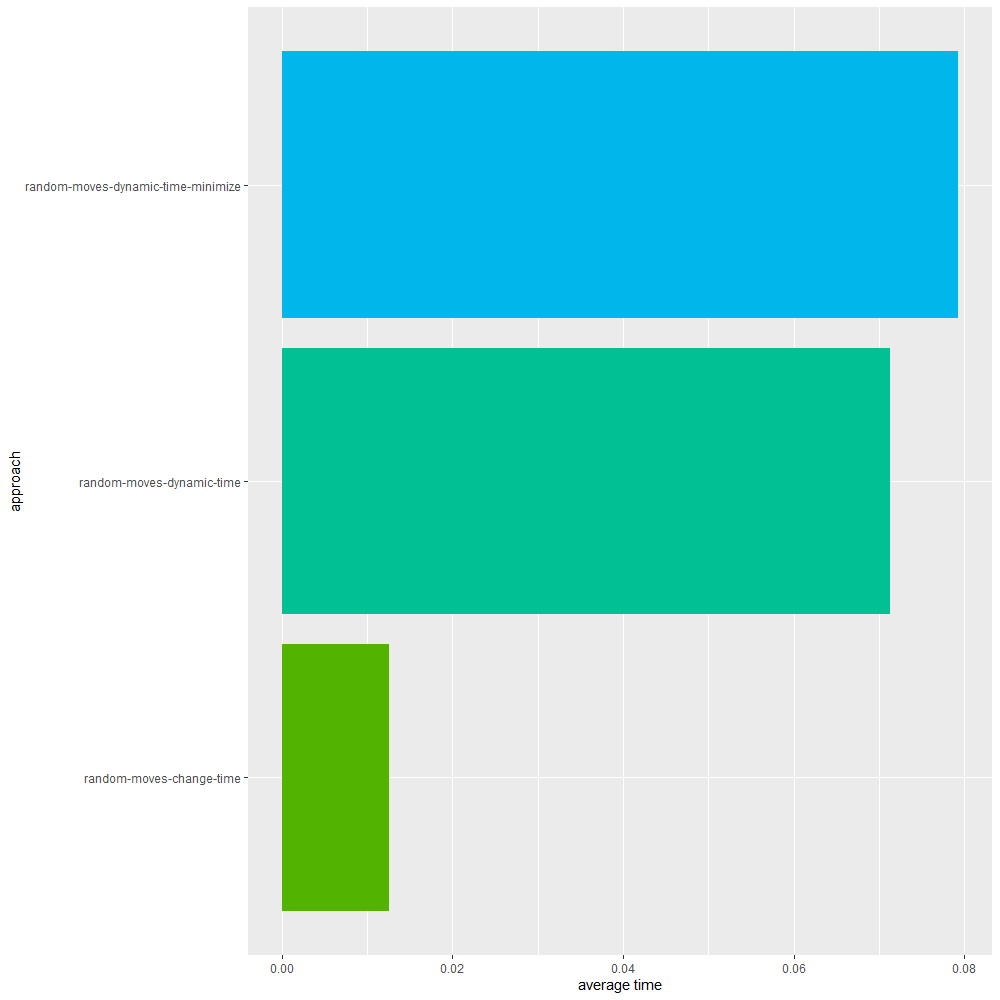 random-moves-dynamic-time-minimize
random-moves-dynamic-time
random-moves-change-time
approach
0.00 0.02 0.04 0.06 0.08
average time